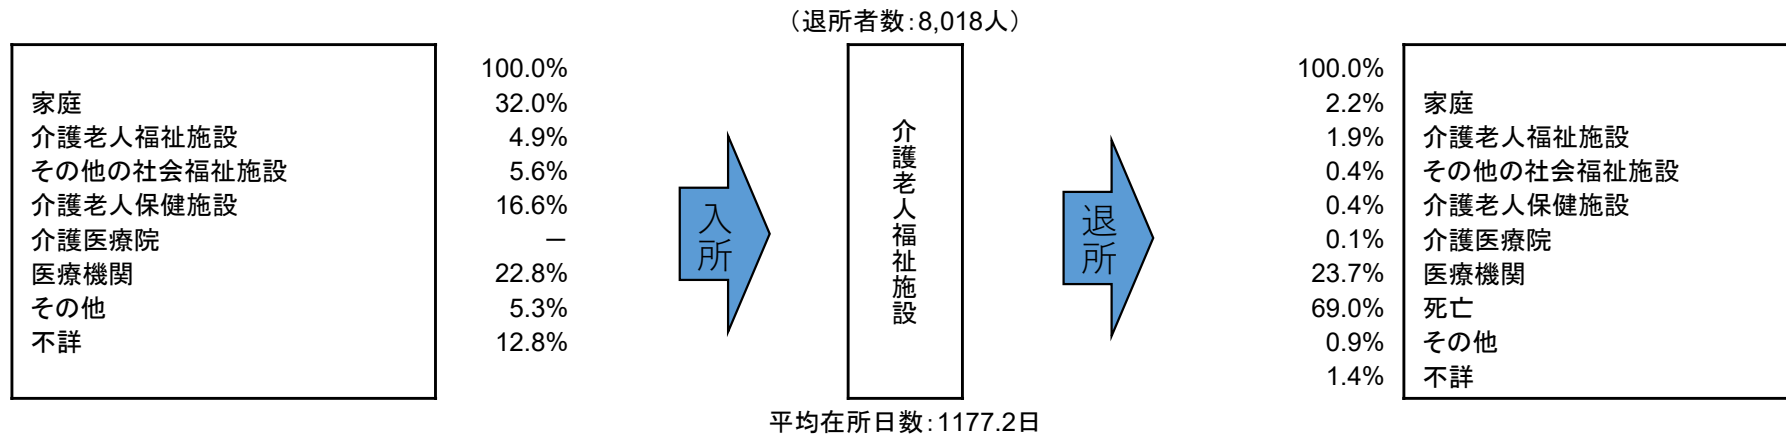 （退所者数：8,018人）
100.0%
家庭 32.0%
介護老人福祉施設 4.9%
その他の社会福祉施設 5.6%
介護老人保健施設 16.6%
介護医療院 －
医療機関 22.8%
その他 5.3%
不詳 12.8%
入所
介護老人福祉施設
退所
100.0%
2.2% 家庭
1.9% 介護老人福祉施設
0.4% その他の社会福祉施設
0.4% 介護老人保健施設
0.1% 介護医療院
23.7% 医療機関
69.0% 死亡
0.9% その他
1.4% 不詳
平均在所日数：1177.2日